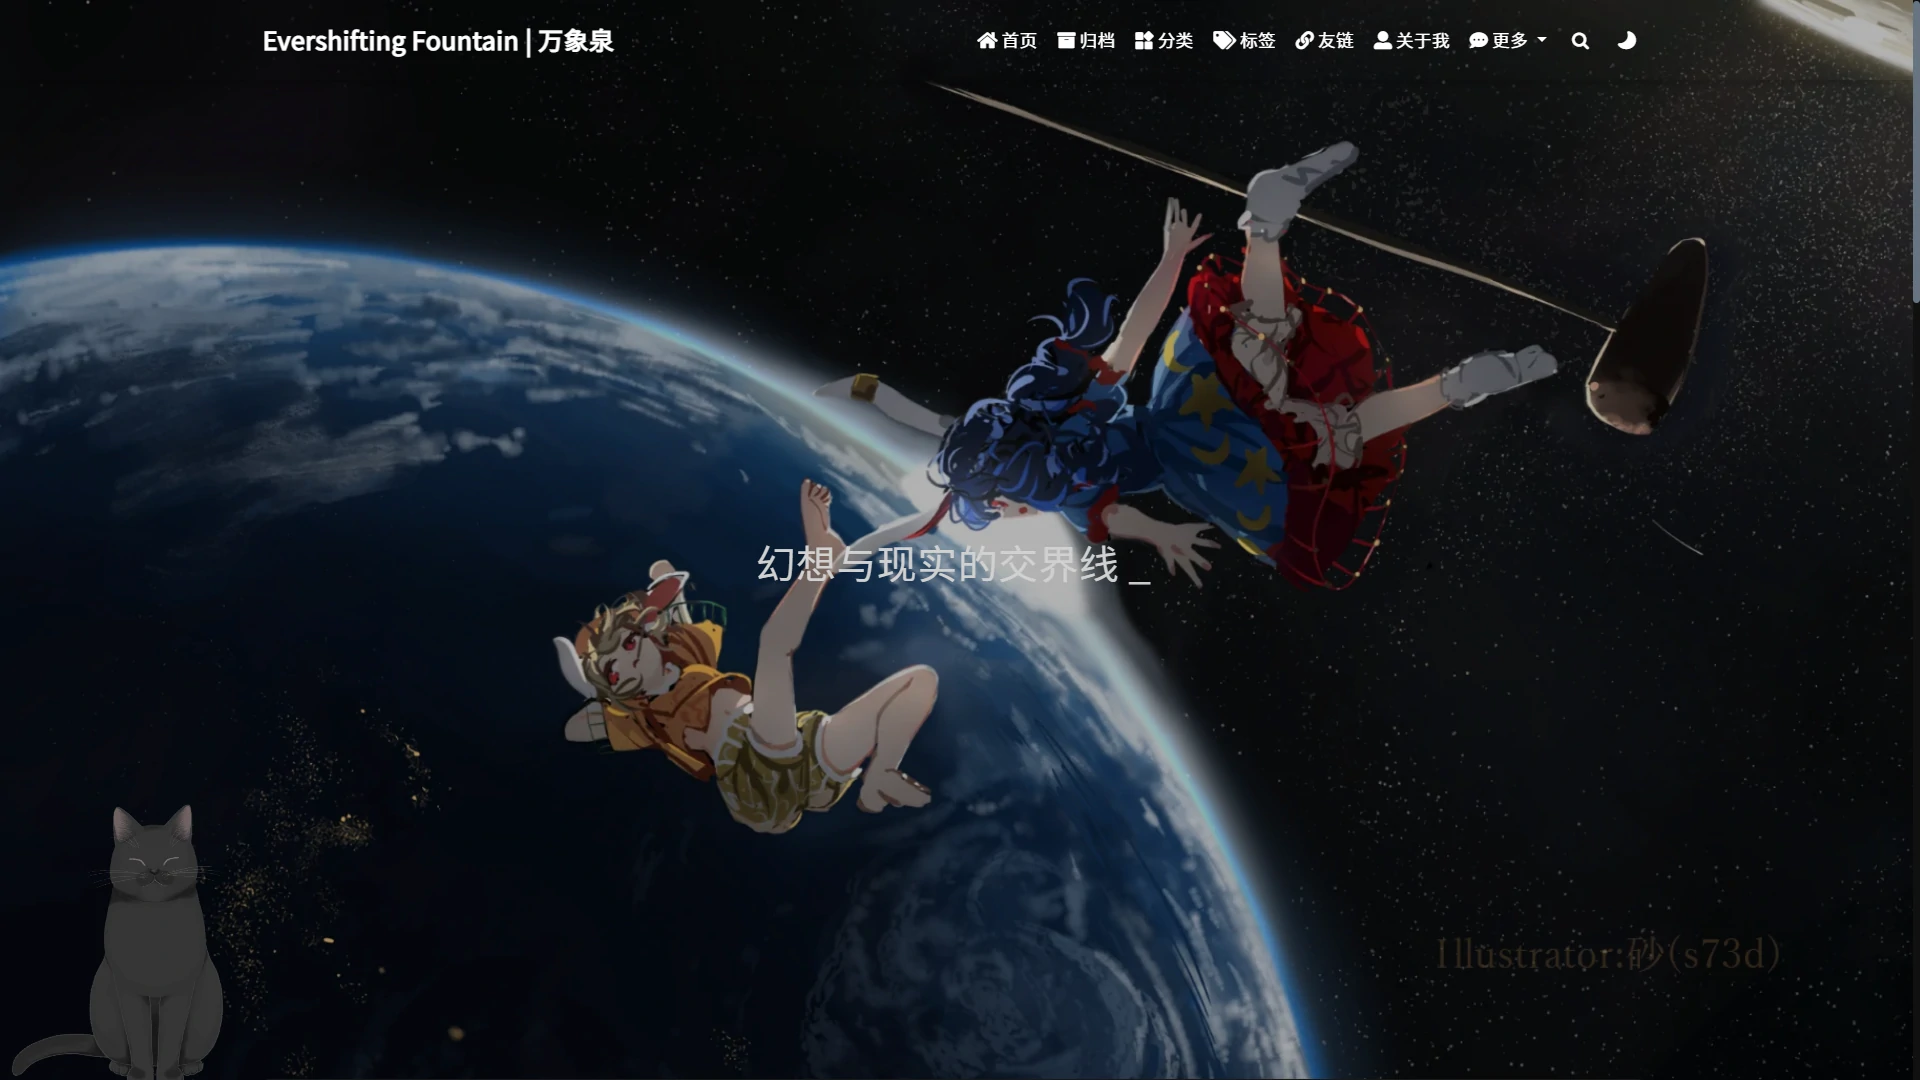 Evershifting Fountain | 万象泉
首页 归档 分类 标签 友链 关于我 更多
幻想与现实的交界线 _
Illustrator:砂(s73d)